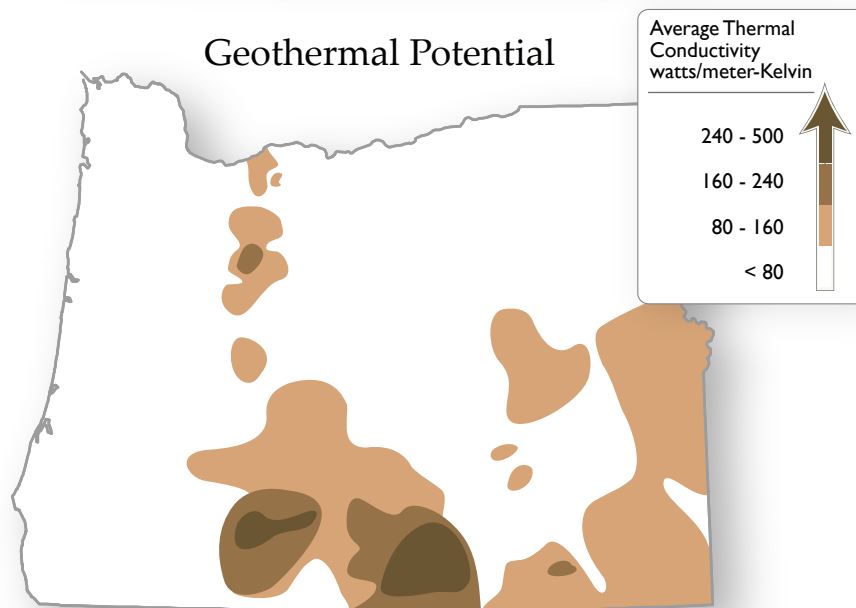 Geothermal Potential
Average Thermal
Conductivity
watts/meter-Kelvin
240 - 500
160 - 240
80 - 160
< 80